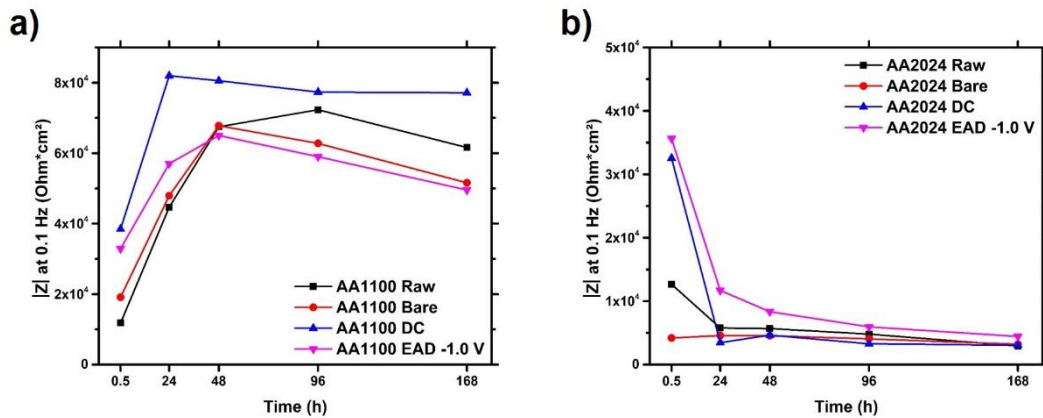 a)
|Z| at 0.1 Hz (Ohm*cm²)
8x10⁴
6x10⁴
4x10⁴
2x10⁴
0
AA1100 Raw
AA1100 Bare
AA1100 DC
AA1100 EAD -1.0 V
0.5 24 48 96 168
Time (h)
b)
|Z| at 0.1 Hz (Ohm*cm²)
5x10⁴
4x10⁴
3x10⁴
2x10⁴
1x10⁴
0
AA2024 Raw
AA2024 Bare
AA2024 DC
AA2024 EAD -1.0 V
0.5 24 48 96 168
Time (h)